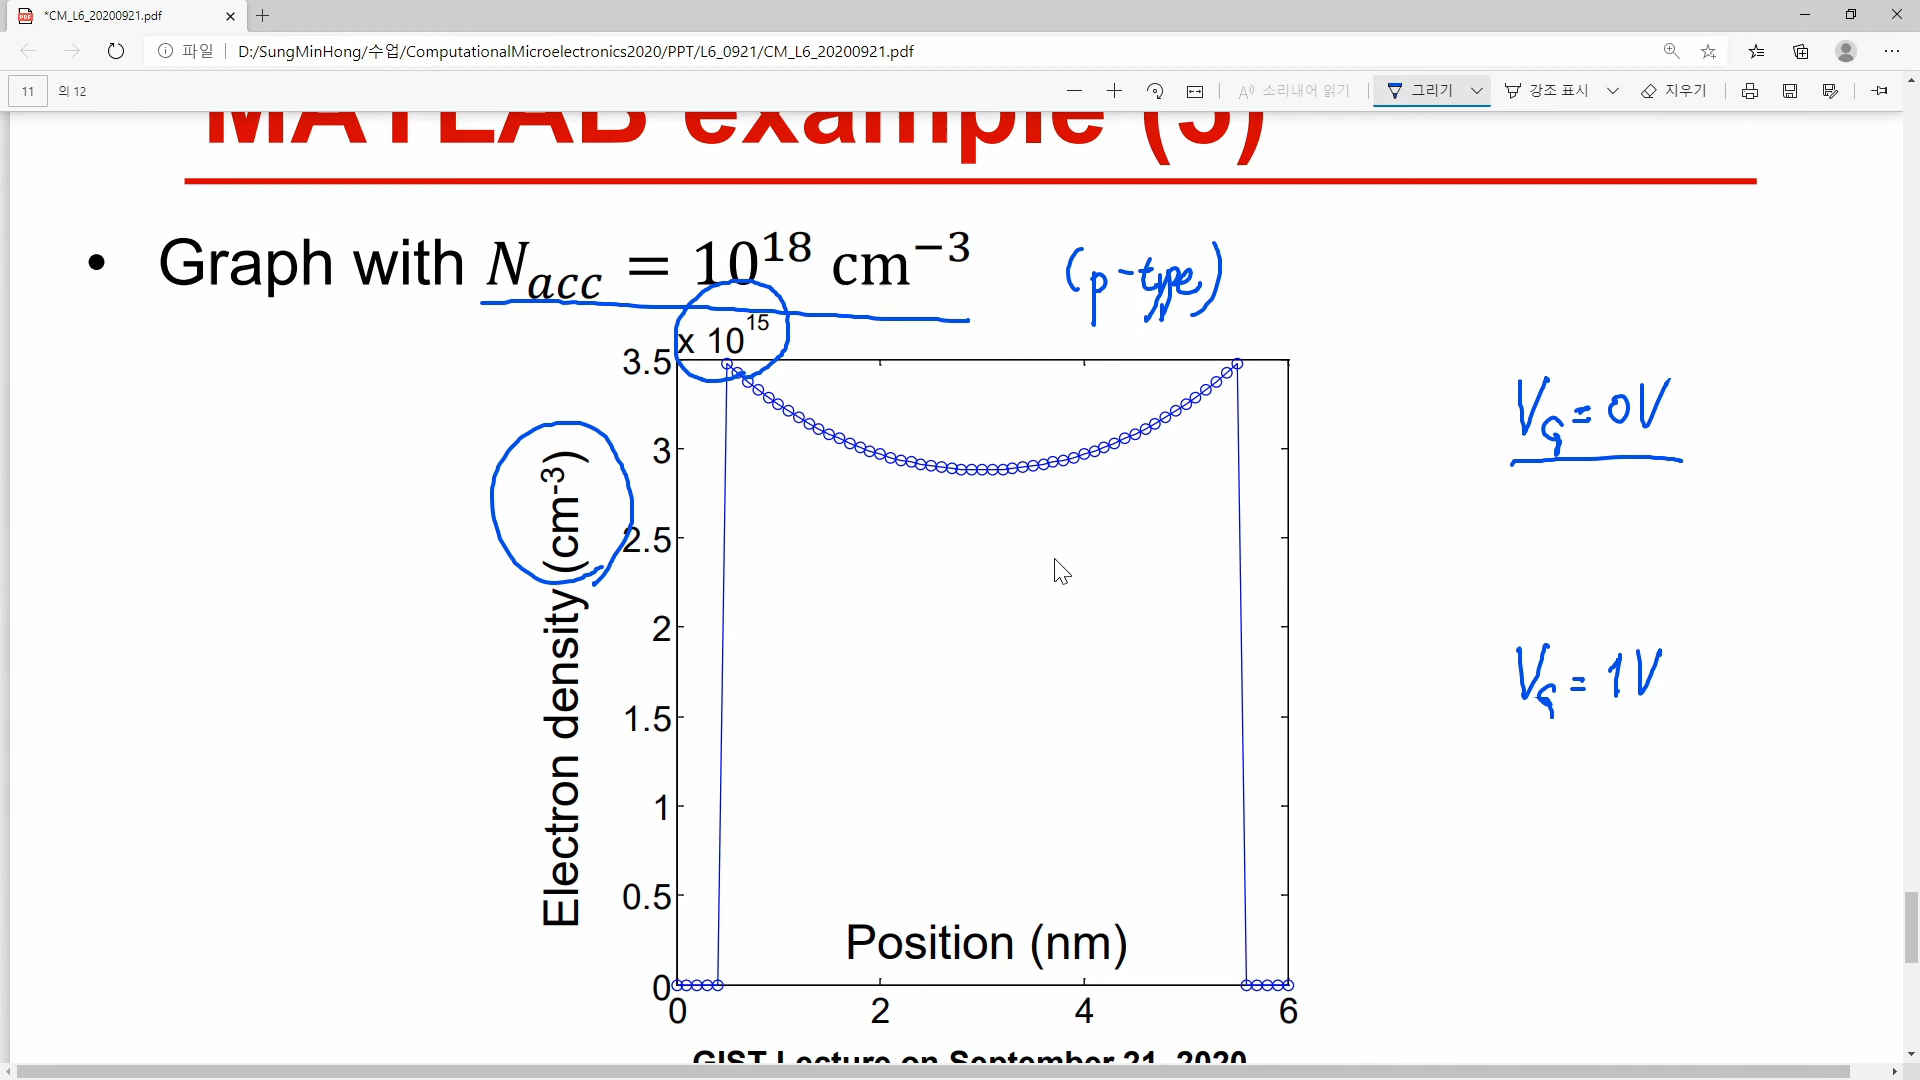 *CM_L6_20200921.pdf
파일 D:/SungMinHong/수업/ComputationalMicroelectronics2020/PPT/L6_0921/CM_L6_20200921.pdf
11 의 12 소리내어 읽기 그리기 강조 표시 지우기
MATLAB example (5)
• Graph with N_acc = 10^18 cm^-3 (p-type)
x 10^15
3.5
3
2.5
2
1.5
1
0.5
0
Electron density (cm^-3)
Position (nm)
0 2 4 6
V_G = 0V
V_G = 1V
GIST Lecture on September 21, 2020